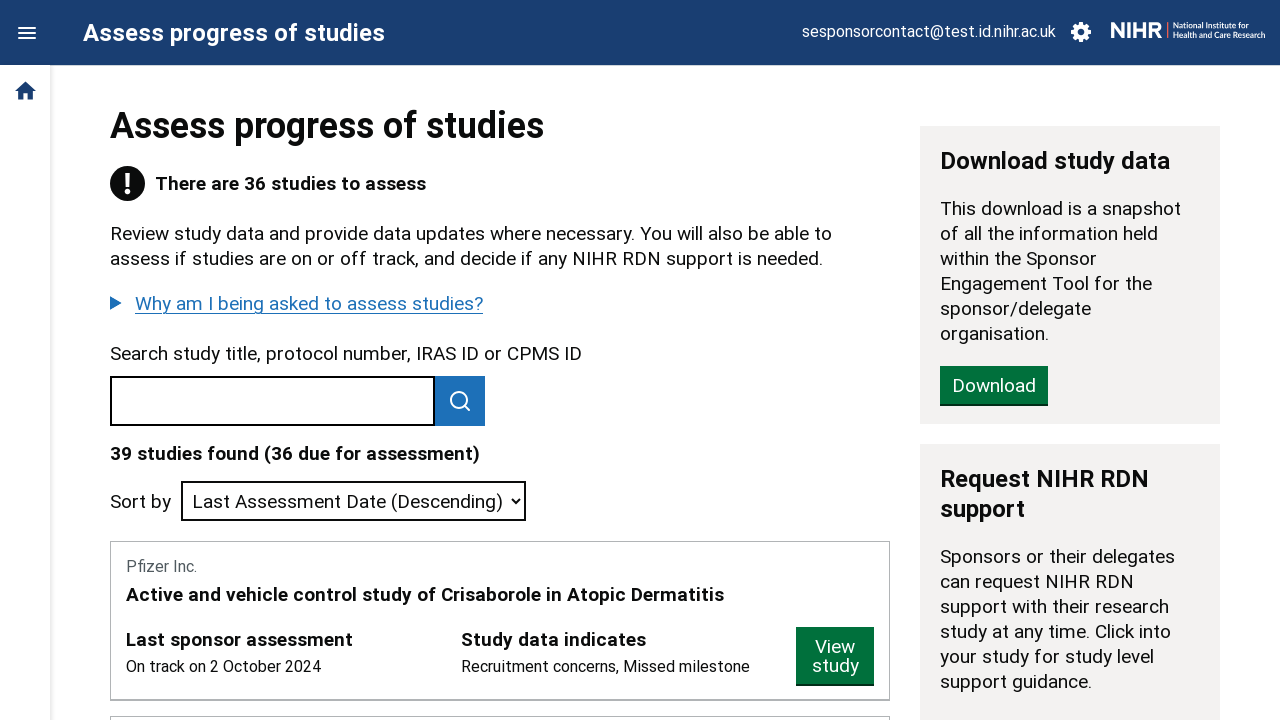 Assess progress of studies
sesponsorcontact@test.id.nihr.ac.uk
NIHR
National Institute for
Health and Care Research
Assess progress of studies
There are 36 studies to assess
Review study data and provide data updates where necessary. You will also be able to
assess if studies are on or off track, and decide if any NIHR RDN support is needed.
Why am I being asked to assess studies?
Search study title, protocol number, IRAS ID or CPMS ID
39 studies found (36 due for assessment)
Sort by
Last Assessment Date (Descending)
Pfizer Inc.
Active and vehicle control study of Crisaborole in Atopic Dermatitis
Last sponsor assessment
On track on 2 October 2024
Study data indicates
Recruitment concerns, Missed milestone
View
study
Download study data
This download is a snapshot
of all the information held
within the Sponsor
Engagement Tool for the
sponsor/delegate
organisation.
Download
Request NIHR RDN
support
Sponsors or their delegates
can request NIHR RDN
support with their research
study at any time. Click into
your study for study level
support guidance.